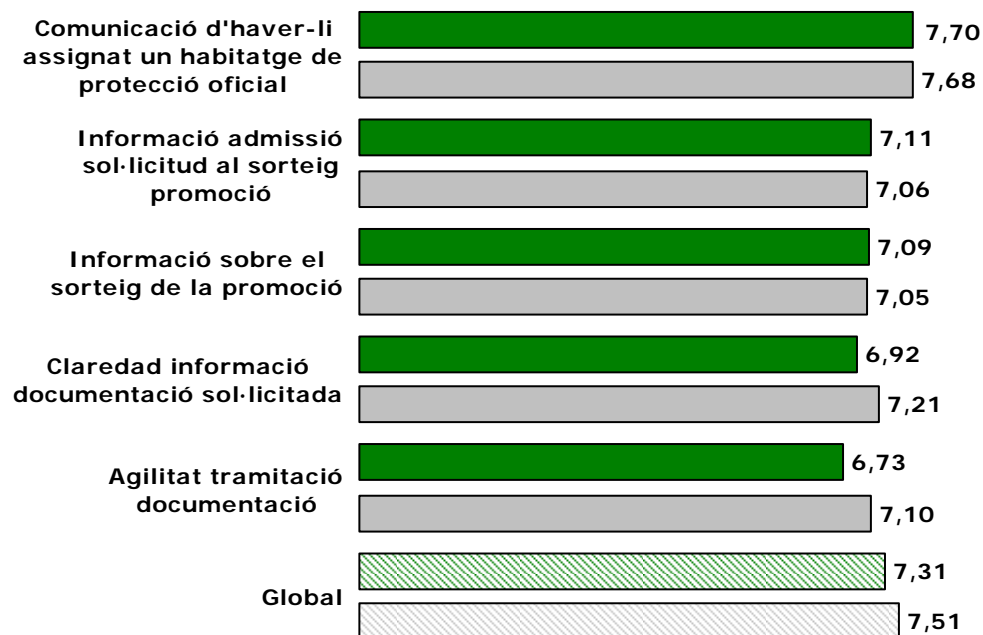 Comunicació d'haver-li
assignat un habitatge de
protecció oficial
7,70
7,68
Informació admissió
sol·licitud al sorteig
promoció
7,11
7,06
Informació sobre el
sorteig de la promoció
7,09
7,05
Claredad informació
documentació sol·licitada
6,92
7,21
Agilitat tramitació
documentació
6,73
7,10
Global
7,31
7,51